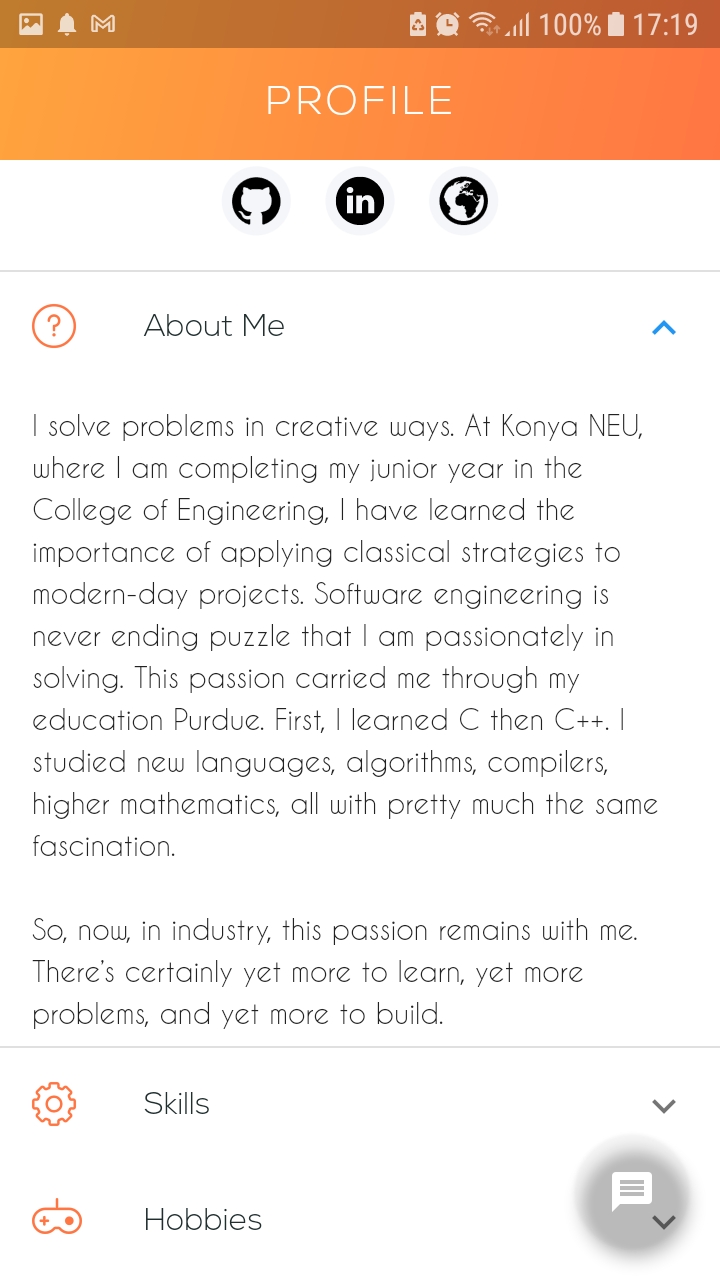 100% 17:19
PROFILE
in
About Me
I solve problems in creative ways. At Konya NEU,
where I am completing my junior year in the
College of Engineering, I have learned the
importance of applying classical strategies to
modern-day projects. Software engineering is
never ending puzzle that I am passionately in
solving. This passion carried me through my
education Purdue. First, I learned C then C++. I
studied new languages, algorithms, compilers,
higher mathematics, all with pretty much the same
fascination.
So, now, in industry, this passion remains with me.
There's certainly yet more to learn, yet more
problems, and yet more to build.
Skills
Hobbies